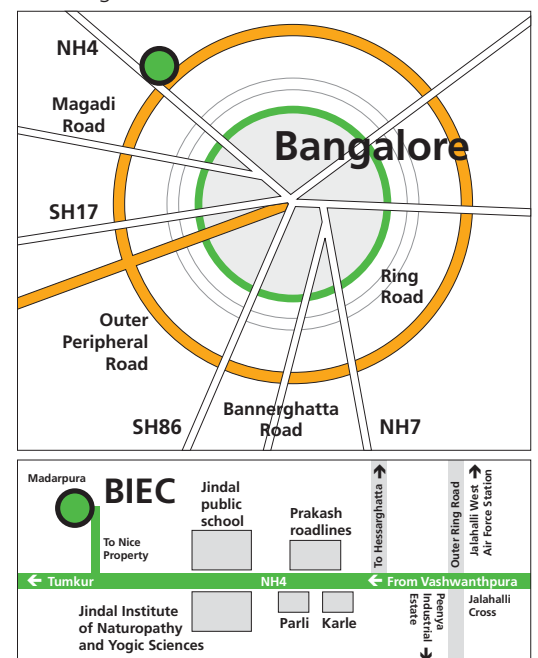 NH4
Magadi
Road
Bangalore
SH17
Ring
Road
Outer
Peripheral
Road
Bannerghatta
Road
SH86
NH7
Madarpura
BIEC
Jindal
public
school
Prakash
roadlines
To Hessarghatta →
Outer Ring Road
Jalahalli West →
Air Force Station
To Nice
Property
← Tumkur
NH4
← From Vashwanthpura
Jindal Institute
of Naturopathy
and Yogic Sciences
Parli
Karle
Peenya
Industrial
Estate →
Jalahalli
Cross